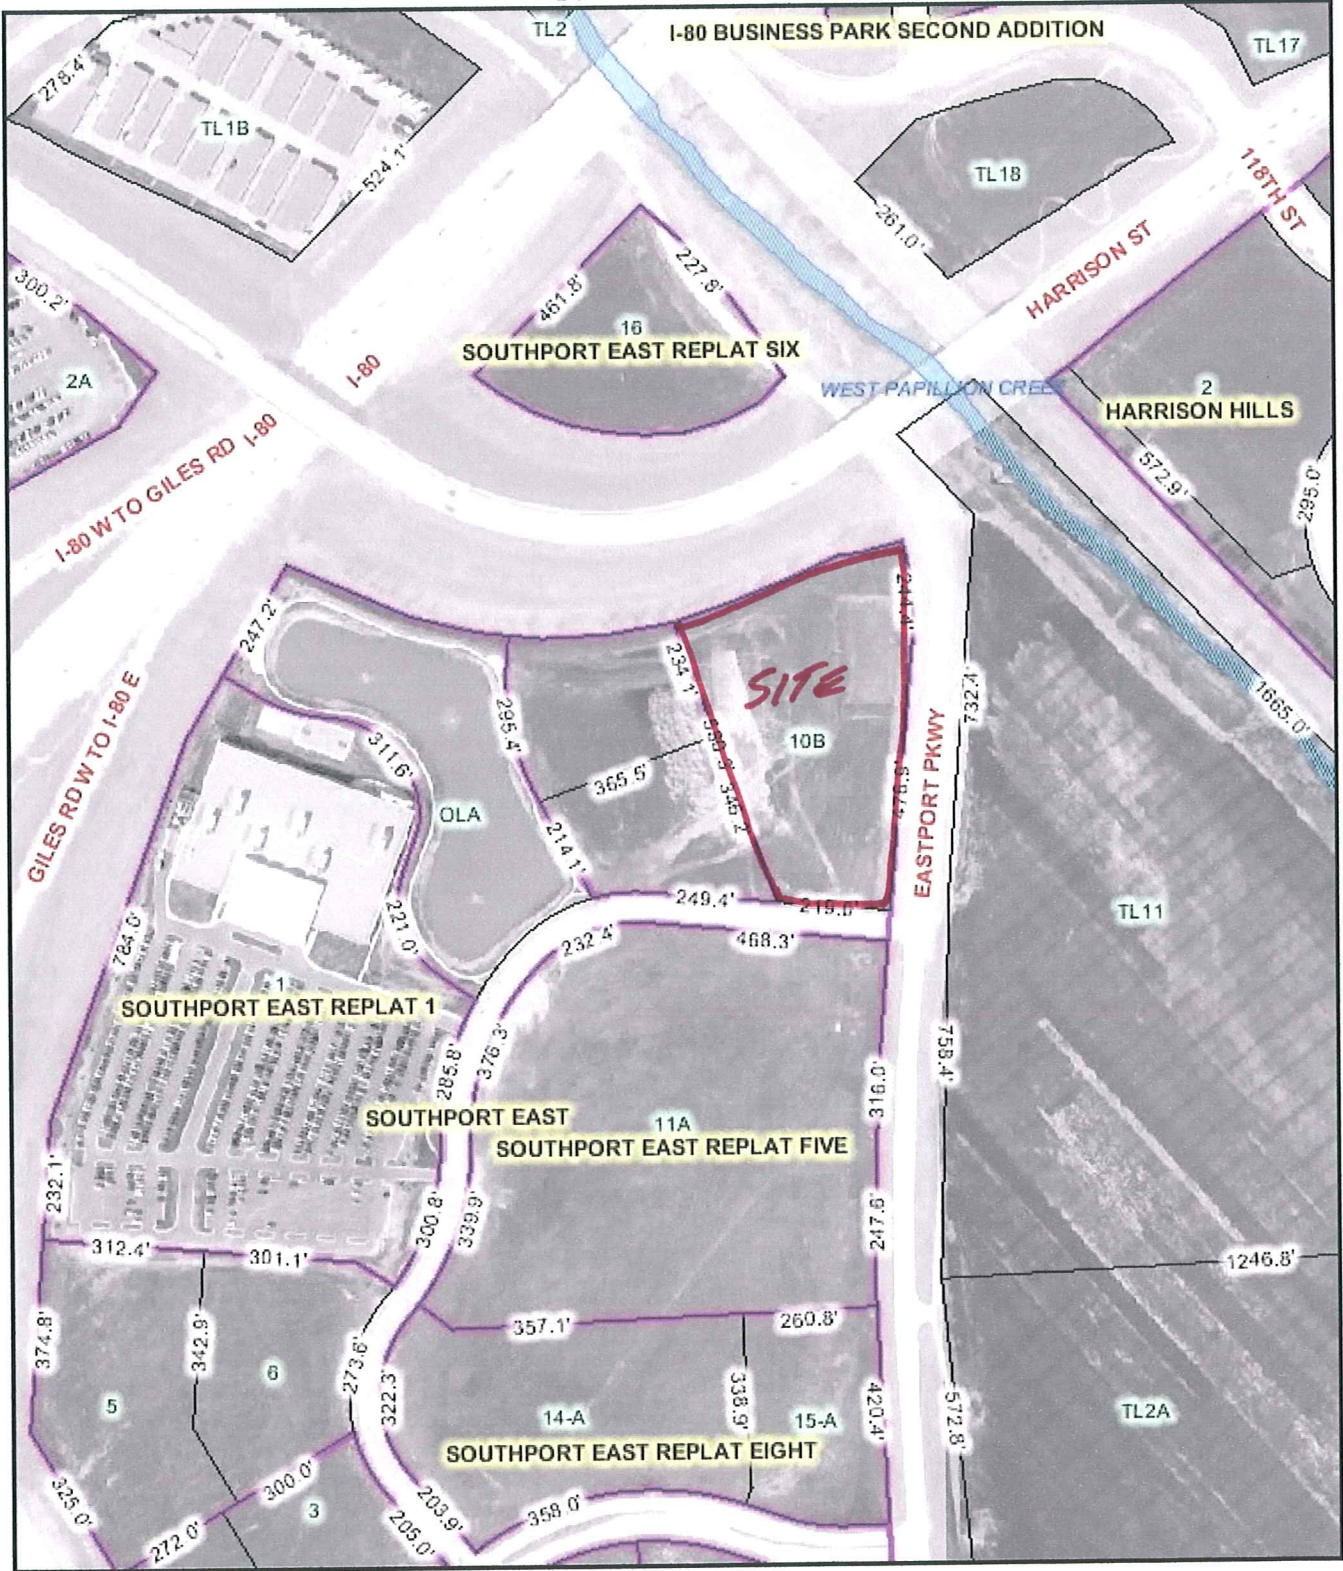 TL2
I-80 BUSINESS PARK SECOND ADDITION
TL17
278.4'
TL1B
524.1'
TL18
261.0'
118TH ST
HARRISON ST
300.2'
2A
461.8'
227.8'
16
SOUTHPORT EAST REPLAT SIX
I-80
WEST PAPILLION CREEK
2
HARRISON HILLS
572.9'
295.0'
I-80 W TO GILES RD
I-80
247.2'
GILES RD W TO I-80 E
311.6'
295.4'
OLA
365.5'
214.1'
234.1'
346.2'
SITE
10B
244.4'
476.9'
EASTPORT PKWY
732.4'
1665.0'
TL11
249.4'
219.0'
232.4'
468.3'
221.0'
784.0'
1
SOUTHPORT EAST REPLAT 1
285.8'
376.3'
SOUTHPORT EAST
11A
SOUTHPORT EAST REPLAT FIVE
316.0'
758.4'
232.1'
312.4'
301.1'
300.8'
339.9'
247.6'
1246.8'
374.8'
342.9'
6
5
273.6'
322.3'
357.1'
260.8'
338.9'
14-A
15-A
SOUTHPORT EAST REPLAT EIGHT
420.4'
572.8'
TL2A
325.0'
272.0'
300.0'
3
203.9'
205.0'
358.0'